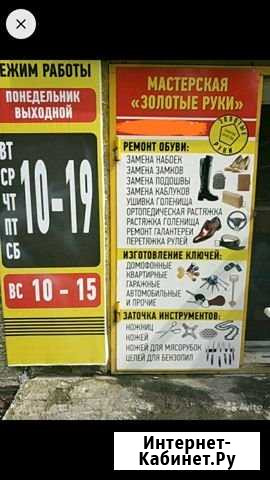 ЕЖИМ РАБОТЫ
ПОНЕДЕЛЬНИК
ВЫХОДНОЙ
ВТ
СР
ЧТ
ПТ
СБ
10-19
ВС 10-15
МАСТЕРСКАЯ
«ЗОЛОТЫЕ РУКИ»
ЗОЛОТЫЕ
РУКИ
РЕМОНТ ОБУВИ:
ЗАМЕНА НАБОЕК
ЗАМЕНА ЗАМКОВ
ЗАМЕНА ПОДОШВЫ
ЗАМЕНА КАБЛУКОВ
УШИВКА ГОЛЕНИЩА
ОРТОПЕДИЧЕСКАЯ РАСТЯЖКА
РАСТЯЖКА ГОЛЕНИЩА
РЕМОНТ ГАЛАНТЕРЕИ
ПЕРЕТЯЖКА РУЛЕЙ
ИЗГОТОВЛЕНИЕ КЛЮЧЕЙ:
ДОМОФОННЫЕ
КВАРТИРНЫЕ
ГАРАЖНЫЕ
АВТОМОБИЛЬНЫЕ
И ПРОЧИЕ
ЗАТОЧКА ИНСТРУМЕНТОВ:
НОЖНИЦ
НОЖЕЙ
НОЖЕЙ ДЛЯ МЯСОРУБОК
ЦЕПЕЙ ДЛЯ БЕНЗОПИЛ
Avito
Интернет-
Кабинет.Ру